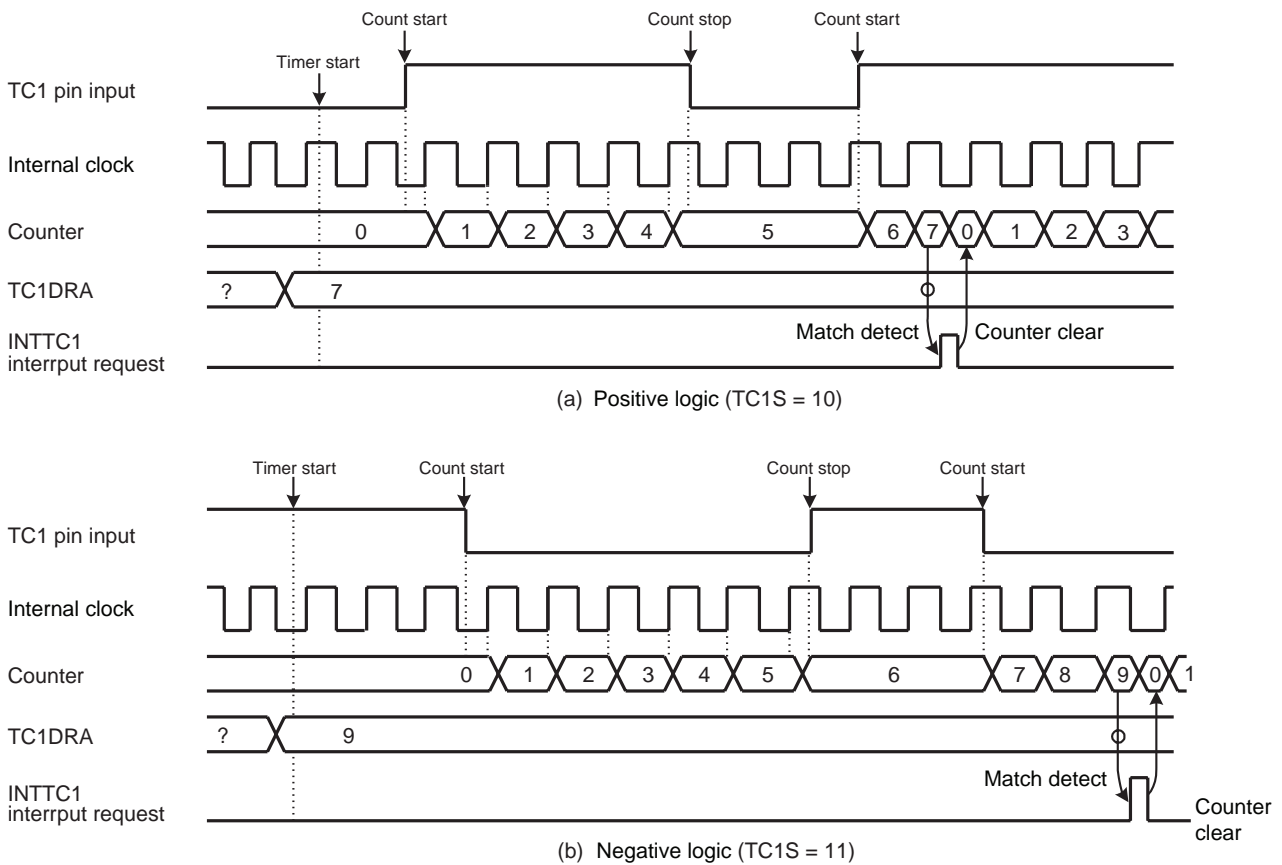 Count start
Count stop
Count start
Timer start
TC1 pin input
Internal clock
Counter
0 1 2 3 4 5 6 7 0 1 2 3
TC1DRA
? 7
Match detect
Counter clear
INTTC1
interrput request
(a) Positive logic (TC1S = 10)
Timer start
Count start
Count stop
Count start
TC1 pin input
Internal clock
Counter
0 1 2 3 4 5 6 7 8 9 0 1
TC1DRA
? 9
Match detect
INTTC1
interrput request
Counter
clear
(b) Negative logic (TC1S = 11)